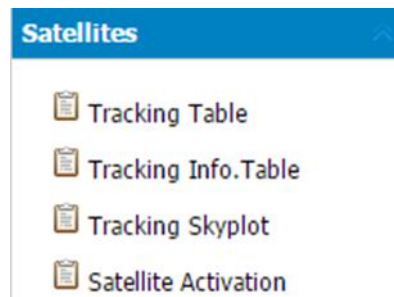 Satellites
Tracking Table
Tracking Info.Table
Tracking Skyplot
Satellite Activation